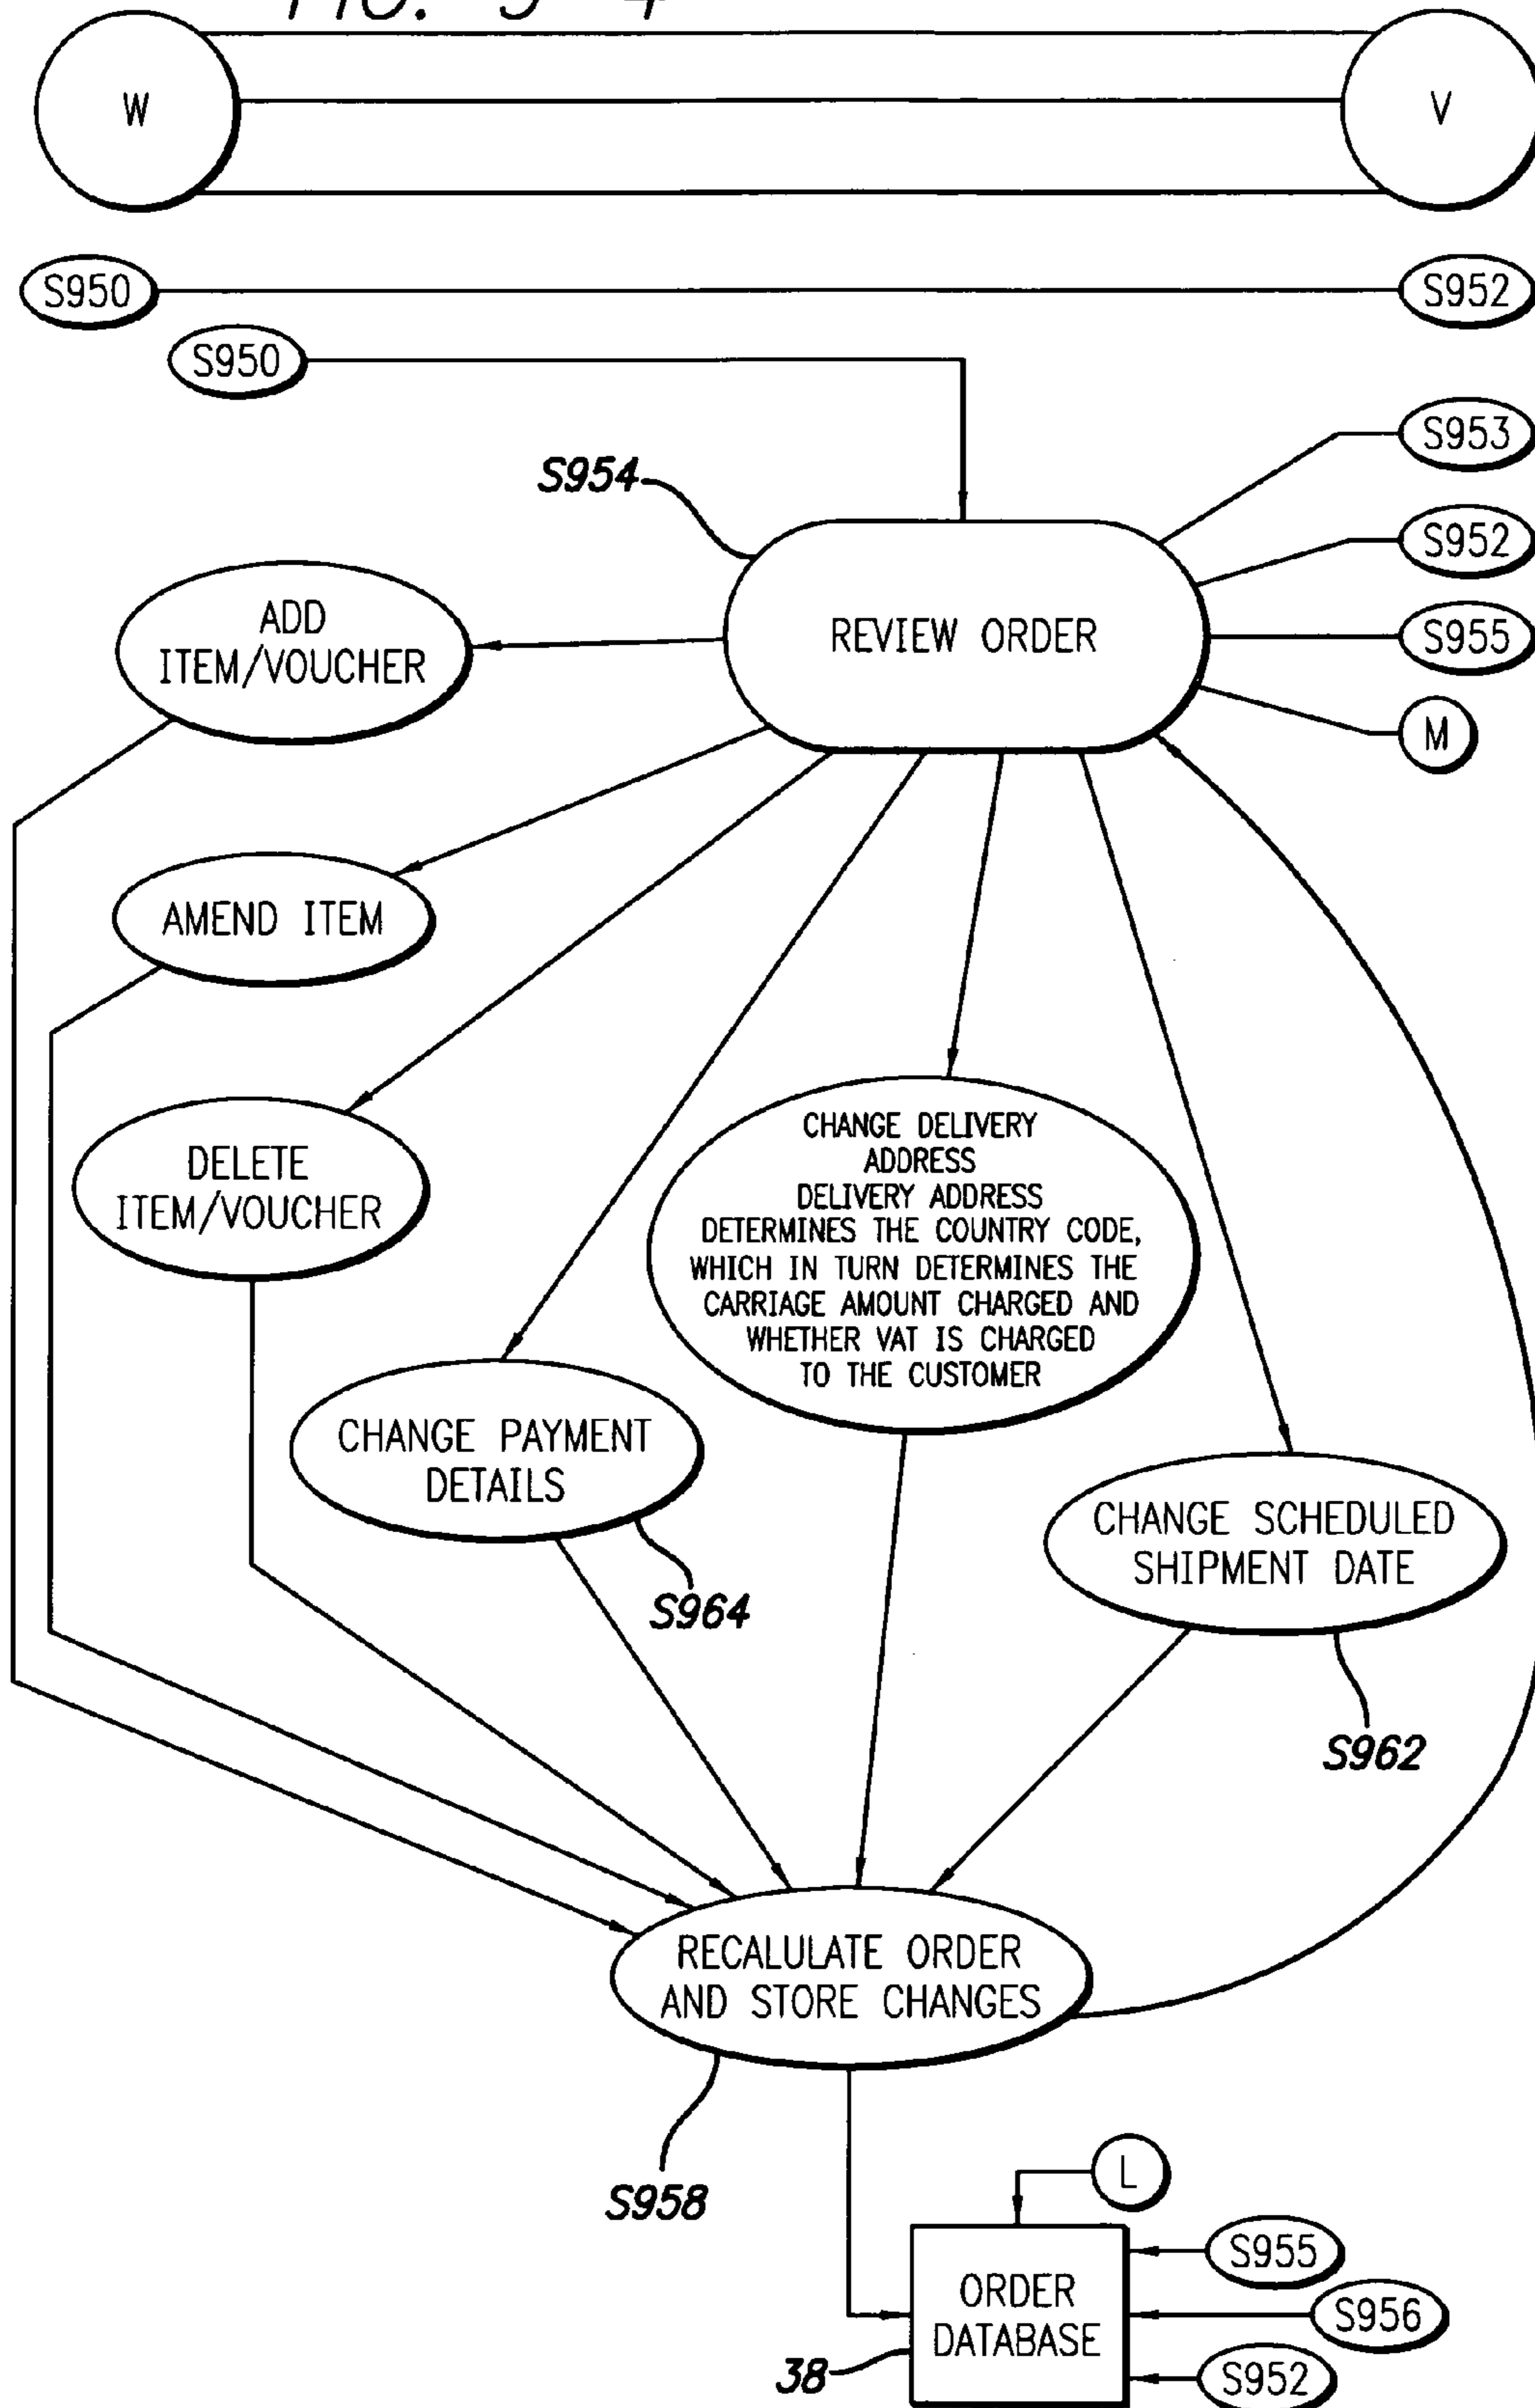 FIG. 9-4
W
V
S950
S952
S950
S953
S954
S952
ADD
ITEM/VOUCHER
REVIEW ORDER
S955
M
AMEND ITEM
DELETE
ITEM/VOUCHER
CHANGE DELIVERY
ADDRESS
DELIVERY ADDRESS
DETERMINES THE COUNTRY CODE,
WHICH IN TURN DETERMINES THE
CARRIAGE AMOUNT CHARGED AND
WHETHER VAT IS CHARGED
TO THE CUSTOMER
CHANGE PAYMENT
DETAILS
CHANGE SCHEDULED
SHIPMENT DATE
S964
S962
RECALULATE ORDER
AND STORE CHANGES
S958
L
S955
ORDER
DATABASE
S956
38
S952